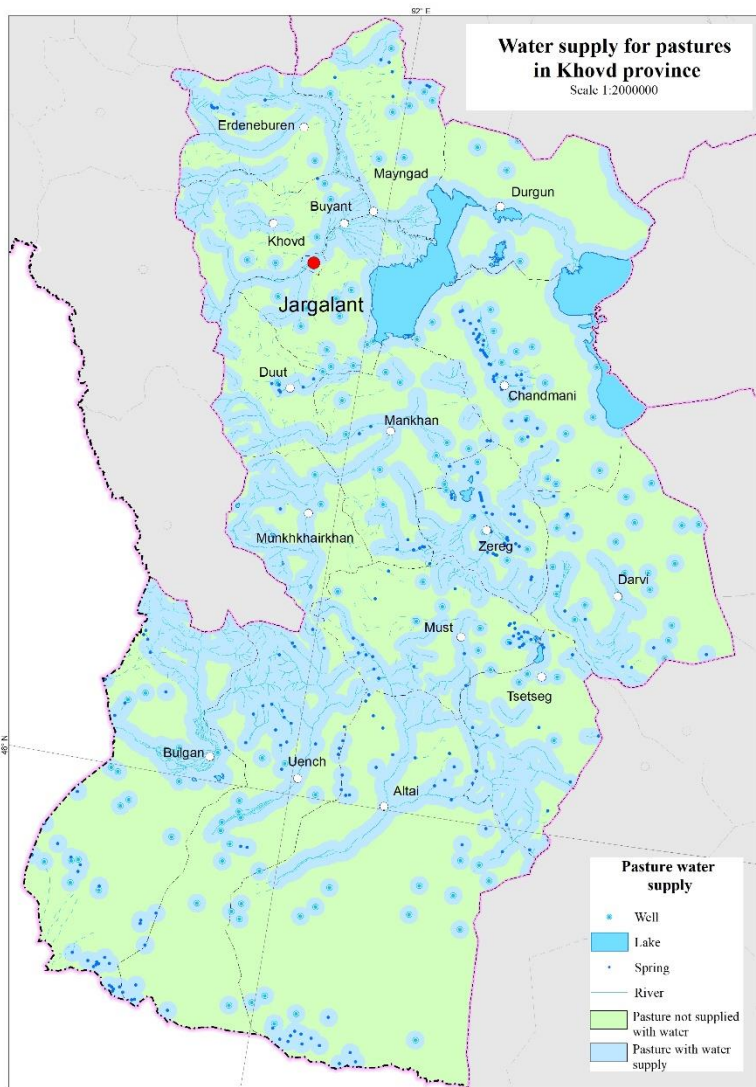 92° E
Water supply for pastures
in Khovd province
Scale 1:2000000
Erdeneburen
Mayngad
Durgun
Buyant
Khovd
Jargalant
Duut
Chandmani
Mankhan
Munkhkhairkhan
Zereg
Darvi
Must
Tsetseg
46° N
Bulgan
Uench
Altai
Pasture water
supply
Well
Lake
Spring
River
Pasture not supplied
with water
Pasture with water
supply